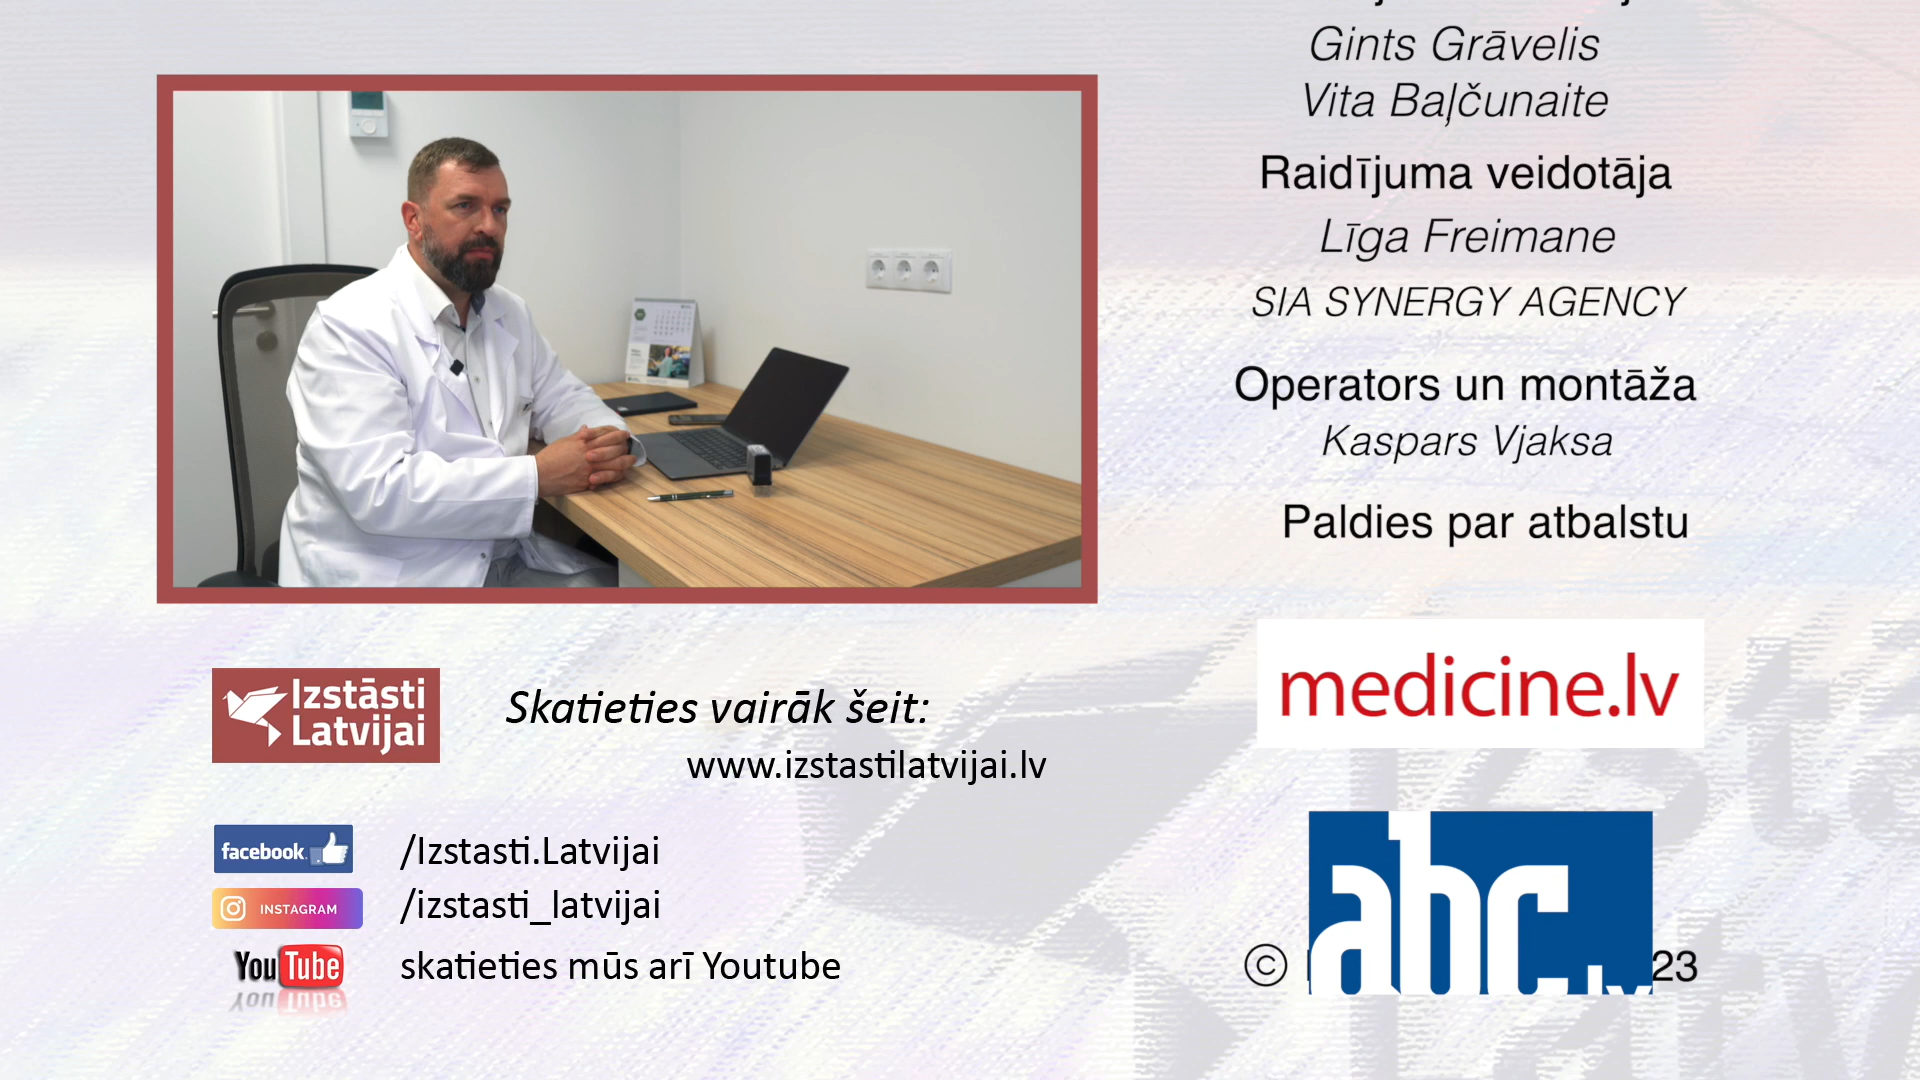 Gints Grāvelis
Vita Baļčunaite
Raidījuma veidotāja
Līga Freimane
SIA SYNERGY AGENCY
Operators un montāža
Kaspars Vjaksa
Paldies par atbalstu
medicine.lv
abc.lv
©
23
Izstāsti
Latvijai
Skatieties vairāk šeit:
www.izstastilatvijai.lv
facebook.
/Izstasti.Latvijai
INSTAGRAM
/izstasti_latvijai
YouTube
skatieties mūs arī Youtube